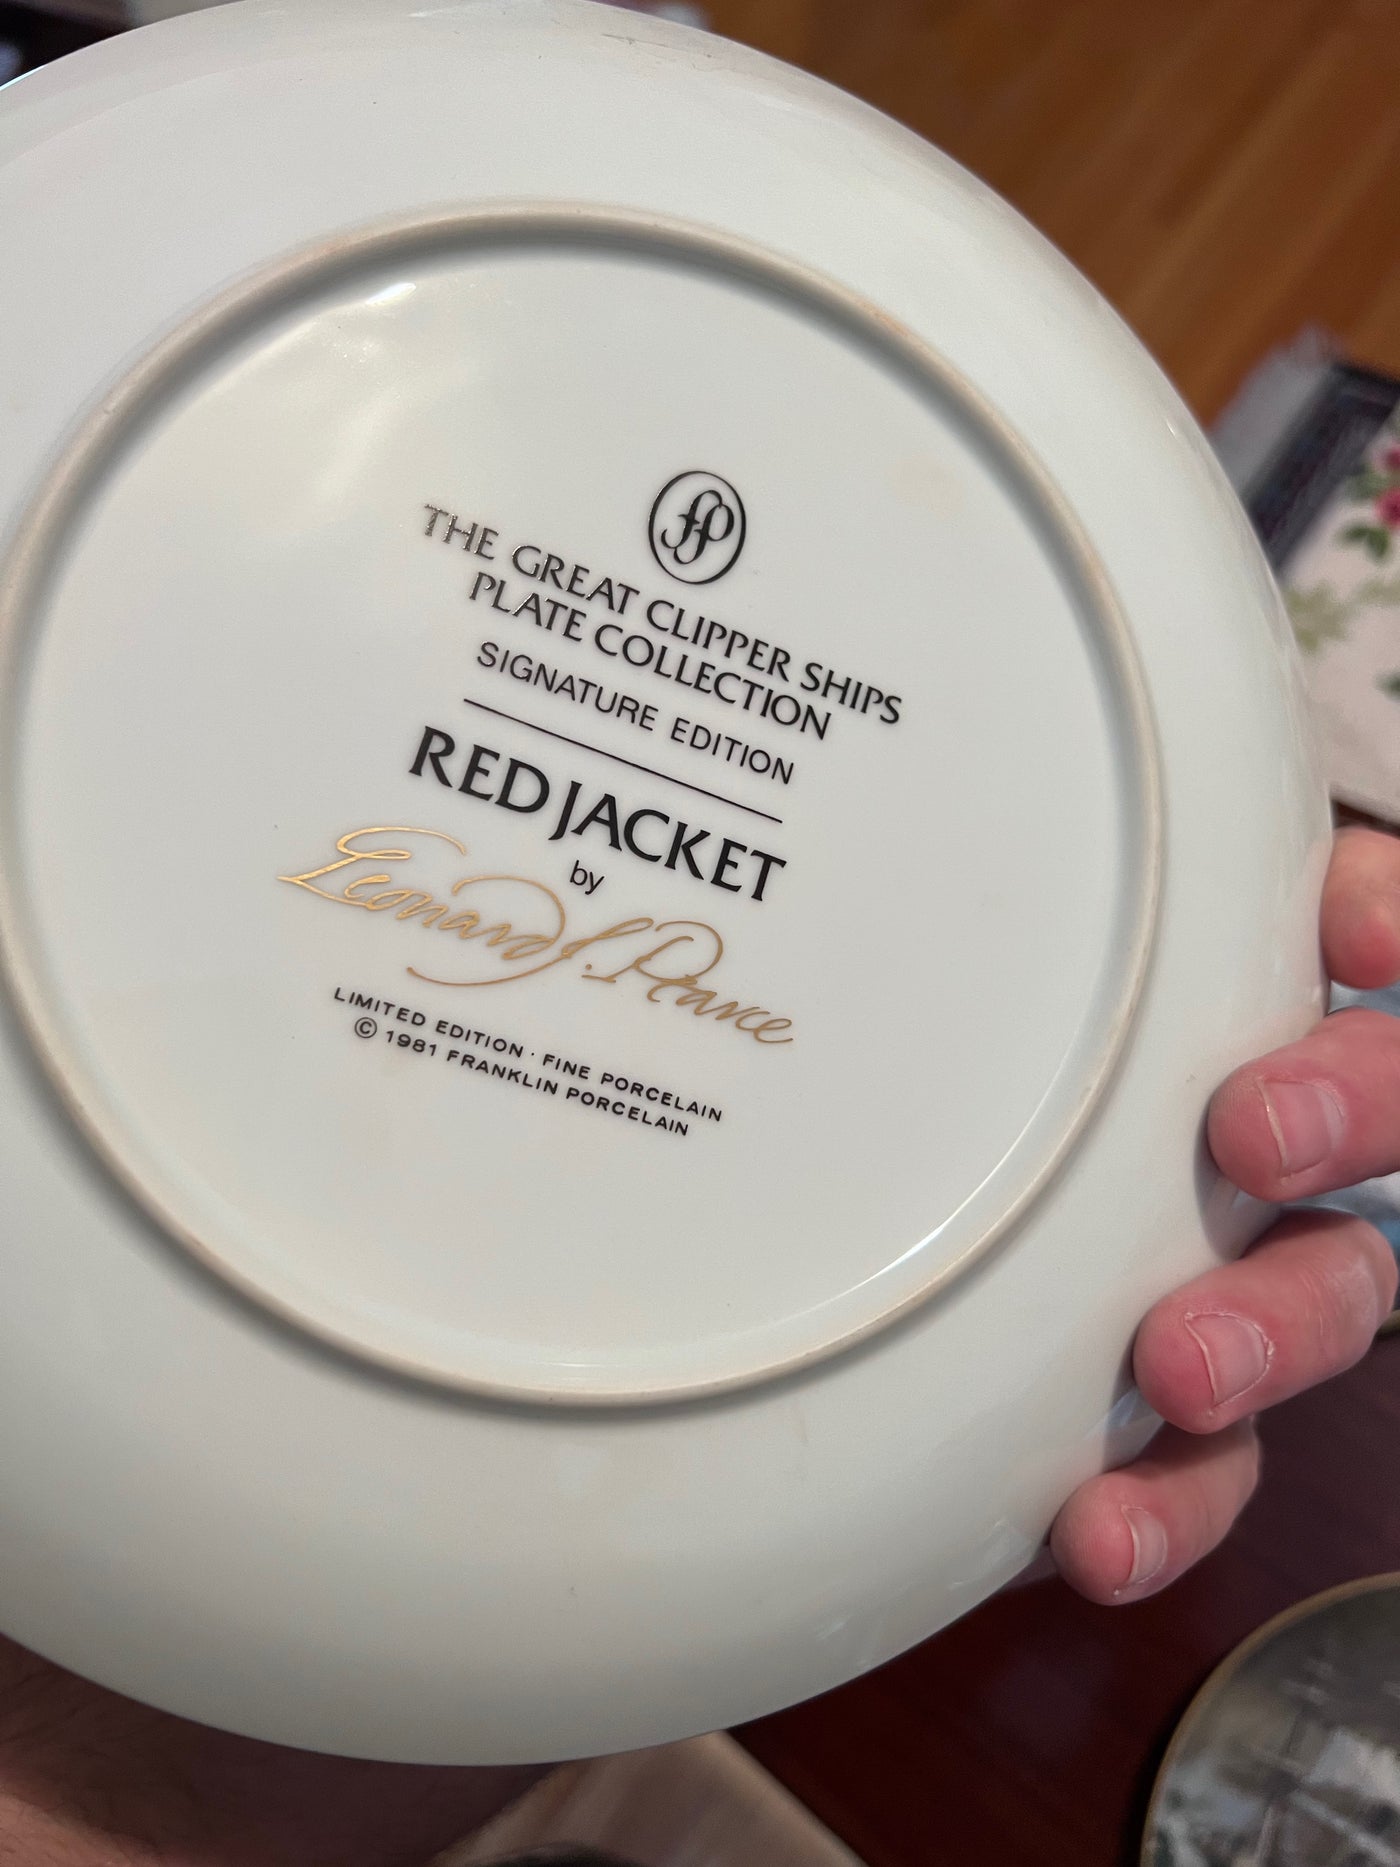 FP
THE GREAT CLIPPER SHIPS
PLATE COLLECTION
SIGNATURE EDITION
RED JACKET
by
Leonard J. Pearce
LIMITED EDITION · FINE PORCELAIN
© 1981 FRANKLIN PORCELAIN